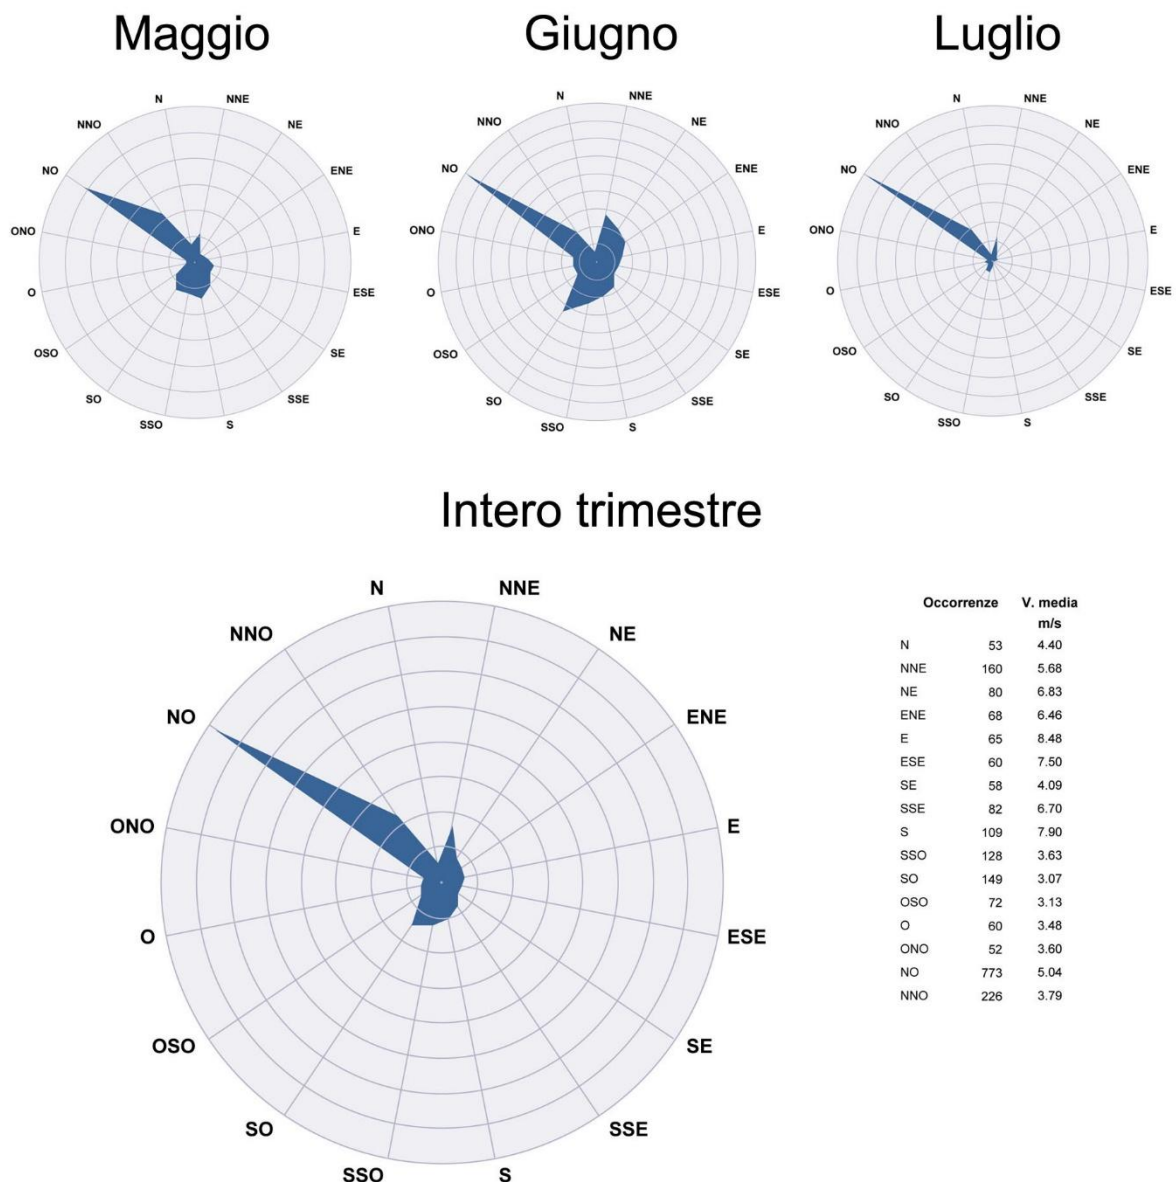 Maggio
N
NNE
NE
ENE
E
ESE
SE
SSE
S
SSO
SO
OSO
O
ONO
NO
NNO
Giugno
N
NNE
NE
ENE
E
ESE
SE
SSE
S
SSO
SO
OSO
O
ONO
NO
NNO
Luglio
N
NNE
NE
ENE
E
ESE
SE
SSE
S
SSO
SO
OSO
O
ONO
NO
NNO
Intero trimestre
N
NNE
NE
ENE
E
ESE
SE
SSE
S
SSO
SO
OSO
O
ONO
NO
NNO
Occorrenze V. media
m/s
N 53 4.40
NNE 160 5.68
NE 80 6.83
ENE 68 6.46
E 65 8.48
ESE 60 7.50
SE 58 4.09
SSE 82 6.70
S 109 7.90
SSO 128 3.63
SO 149 3.07
OSO 72 3.13
O 60 3.48
ONO 52 3.60
NO 773 5.04
NNO 226 3.79